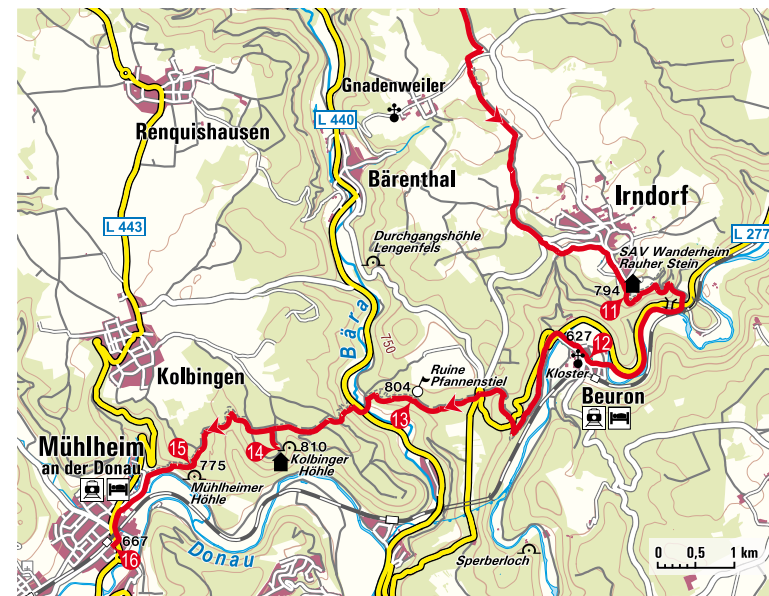 Gnadenweiler
Renquishausen
L 440
Bärenthal
Irndorf
L 443
L 277
Durchgangshöhle
Lengenfels
SAV Wanderheim
Rauher Stein
794
11
Bära
750
627
12
Kloster
Kolbingen
Ruine
Pfannenstiel
804
Beuron
13
Mühlheim
an der Donau
15
775
14
810
Kolbinger
Höhle
Mühlheimer
Höhle
667
16
Donau
Sperberloch
0 0,5 1 km